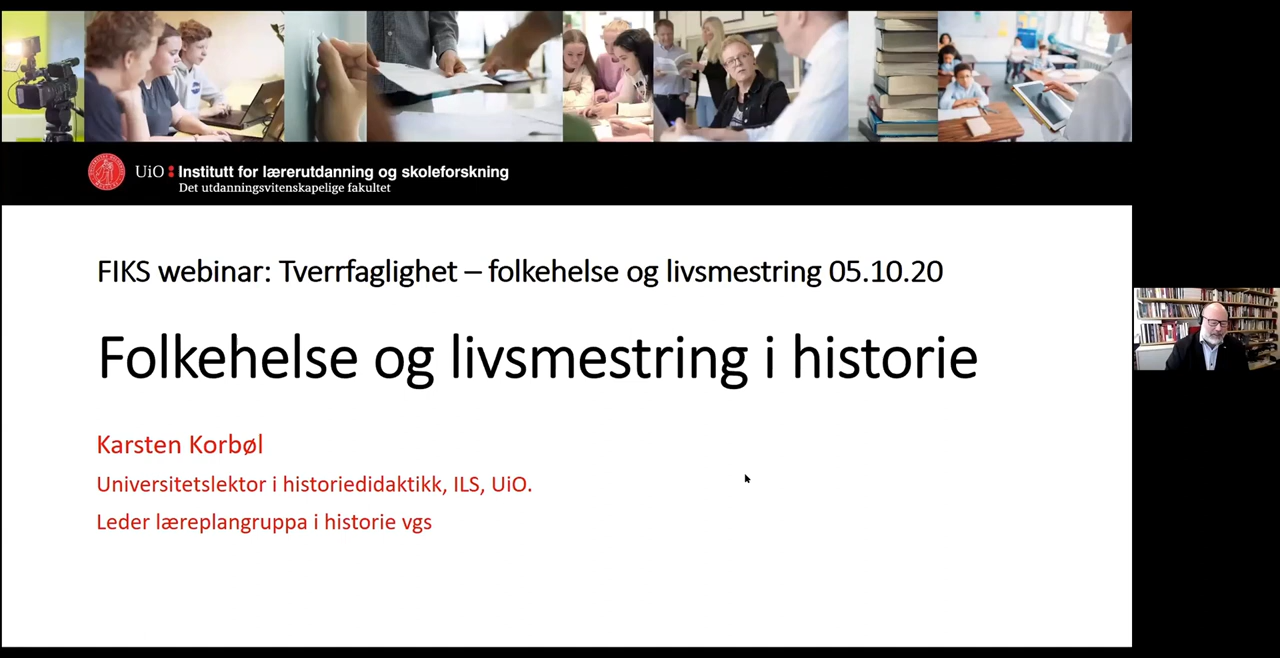 UiO : Institutt for lærerutdanning og skoleforskning
Det utdanningsvitenskapelige fakultet
FIKS webinar: Tverrfaglighet – folkehelse og livsmestring 05.10.20
Folkehelse og livsmestring i historie
Karsten Korbøl
Universitetslektor i historiedidaktikk, ILS, UiO.
Leder læreplangruppa i historie vgs